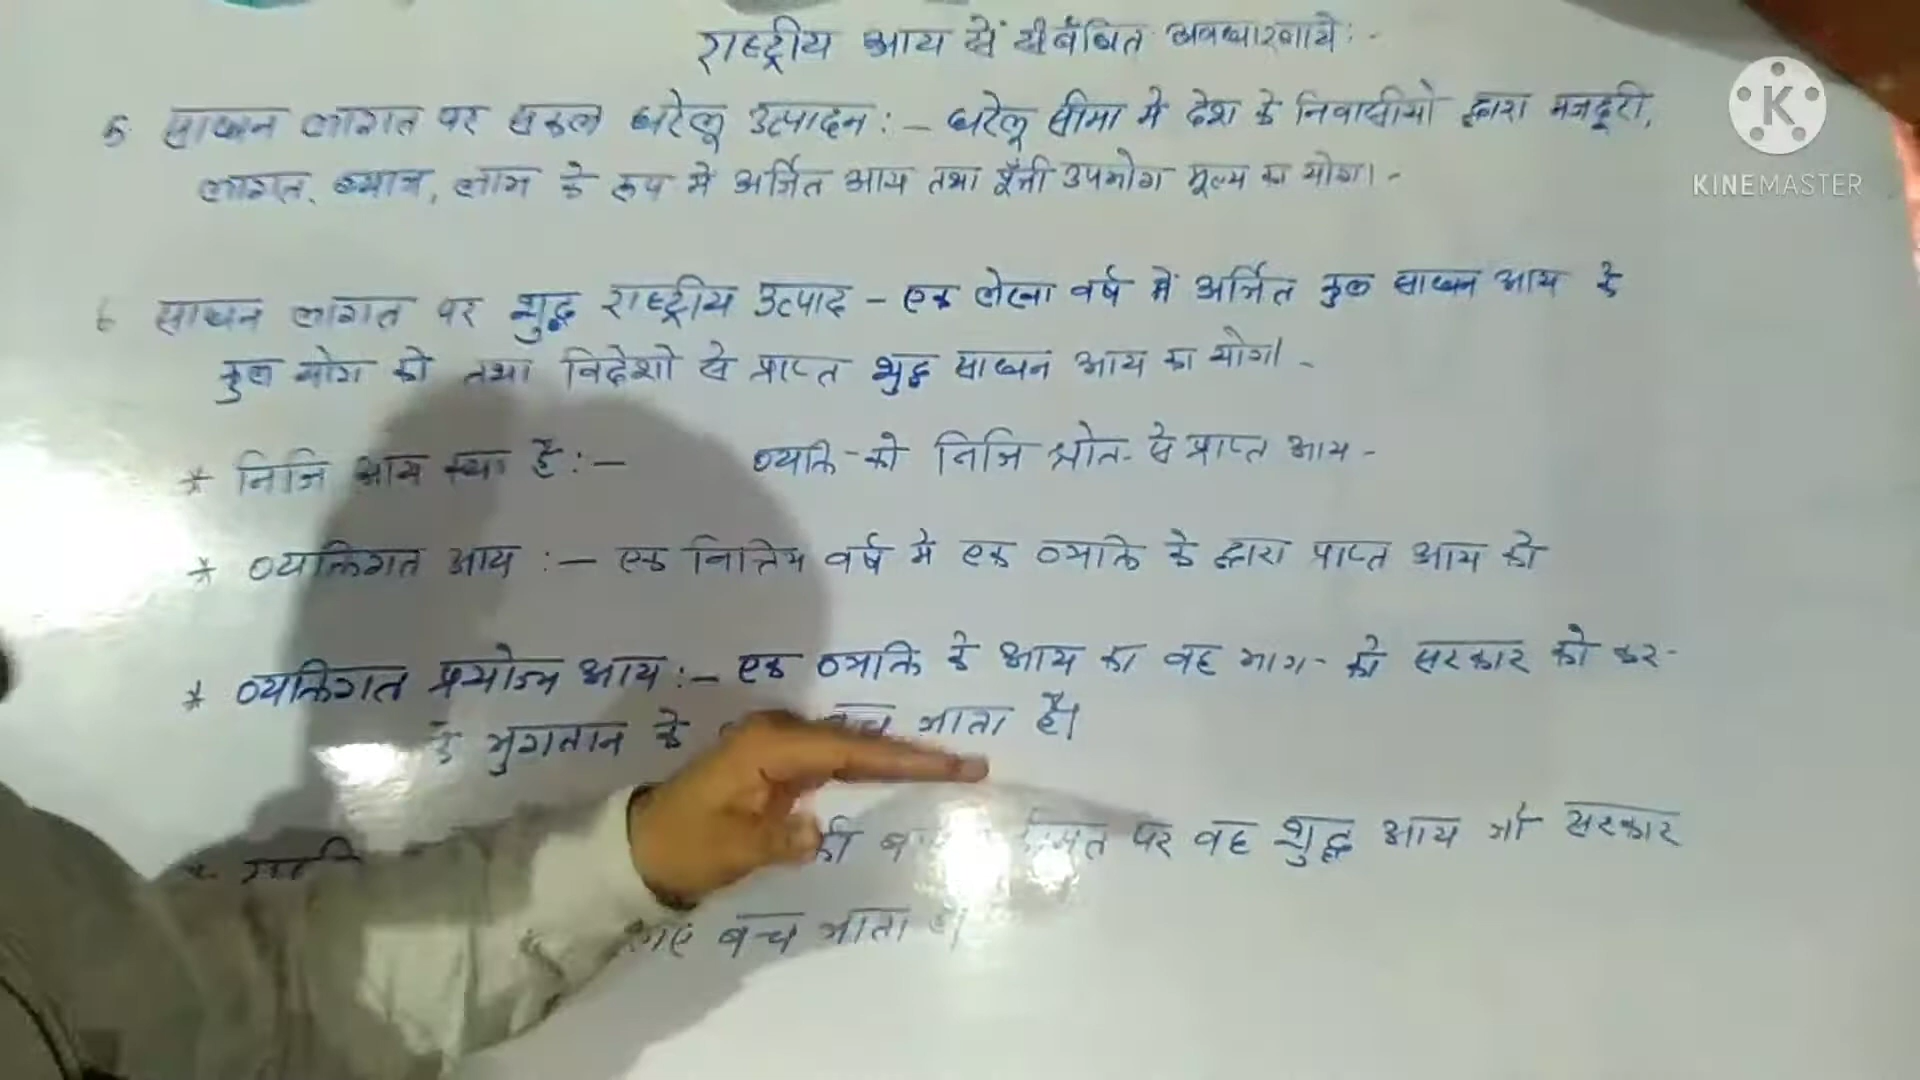 राष्ट्रीय आय से संबंधित अवधारणाये:-
5 साधन लागत पर सकल घरेलू उत्पादन:- घरेलू सीमा मे देश के निवासीयो द्वारा मजदूरी,
लागत, ब्याज, लाभ के रूप मे अर्जित आय तथा पूँजी उपभोग मूल्य का योग।-
6 साधन लागत पर शुद्ध राष्ट्रीय उत्पाद - एक लेखा वर्ष में अर्जित कुल साधन आय के
कुल योग को तथा विदेशो से प्राप्त शुद्ध साधन आय का योग। -
* निजि आय क्या है:- व्यक्ति-को निजि श्रोत-से प्राप्त आय -
* व्यक्तिगत आय :- एक वित्तिय वर्ष मे एक व्यक्ति के द्वारा प्राप्त आय को
* व्यक्तिगत प्रयोज्य आय:- एक व्यक्ति के आय का वह भाग- को सरकार को कर-
के भुगतान के जाता है।
की पर वह शुद्ध आय जो सरकार
बच जाता
KINEMASTER